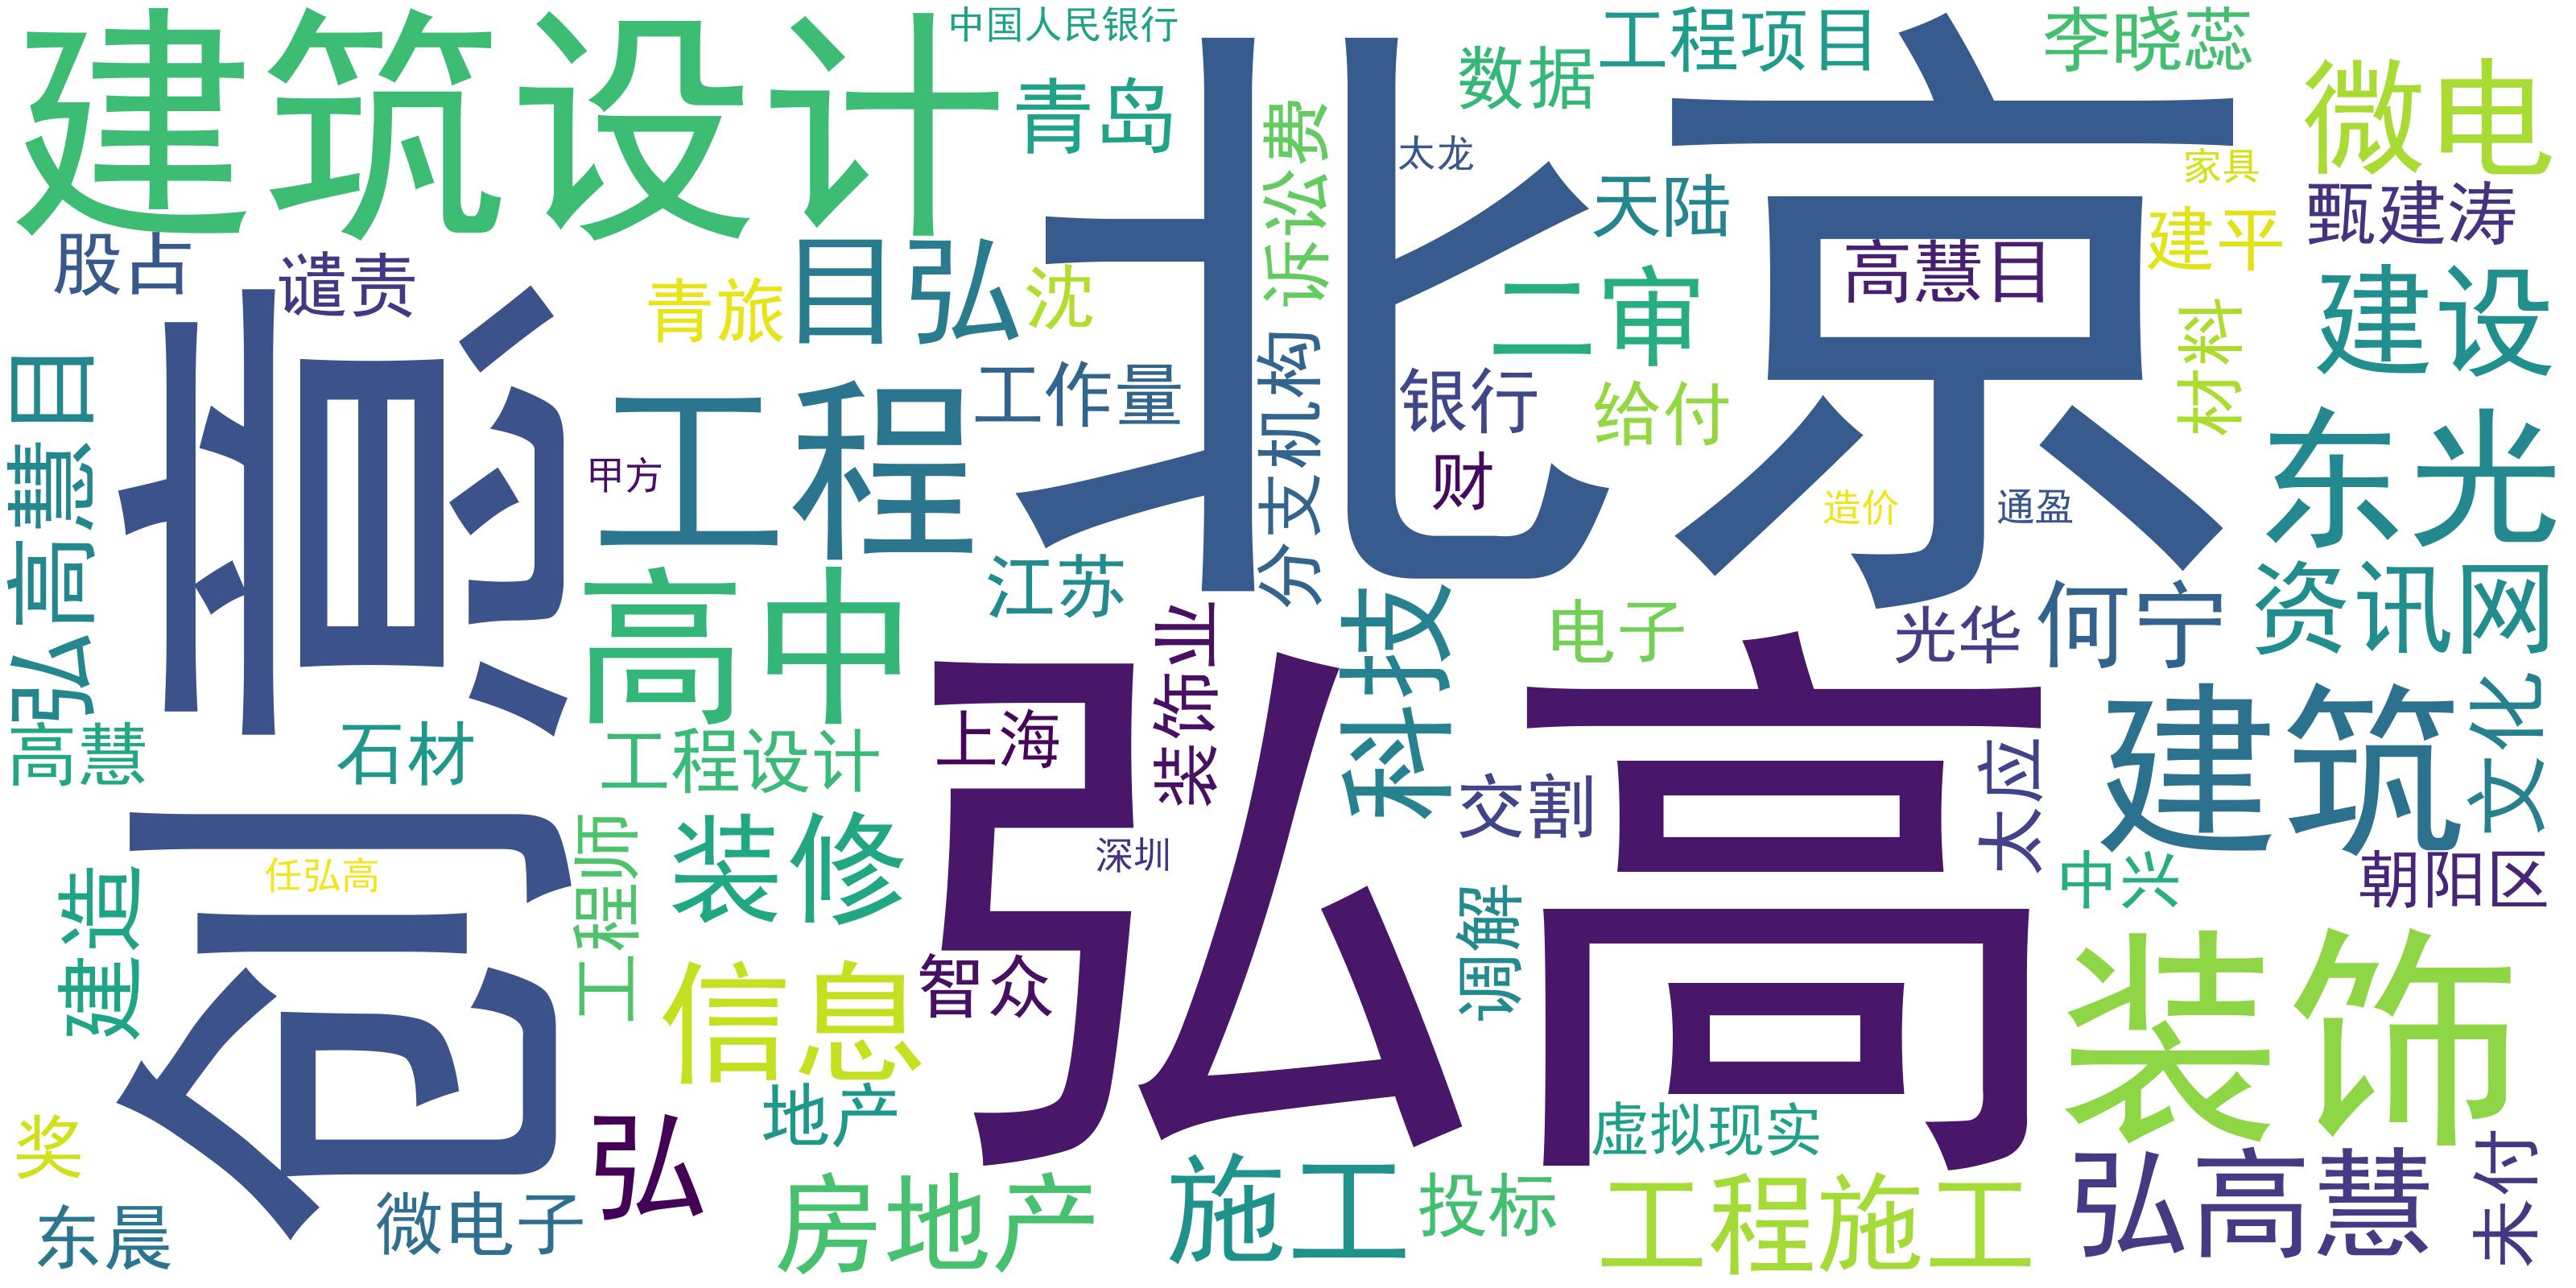 建筑设计
中国人民银行
北京
数据
工程项目
李晓蕊
微电
青岛
诉讼费
太龙
天陆
家具
建平
甄建涛
股占
谴责
青旅
目弘
沈
二审
高慧目
建设
创意
弘高慧目
工程
工作量
分支机构
银行
给付
材料
东光
甲方
财
造价
通盈
高中
江苏
科技
电子
光华
何宁
资讯网
高慧
石材
工程设计
弘高
上海
装饰业
交割
太应
建筑
文化
任弘高
工程师
装修
深圳
调解
中兴
朝阳区
建造
信息
智众
装饰
奖
地产
虚拟现实
东晨
微电子
弘
房地产
施工
投标
工程施工
弘高慧
未付